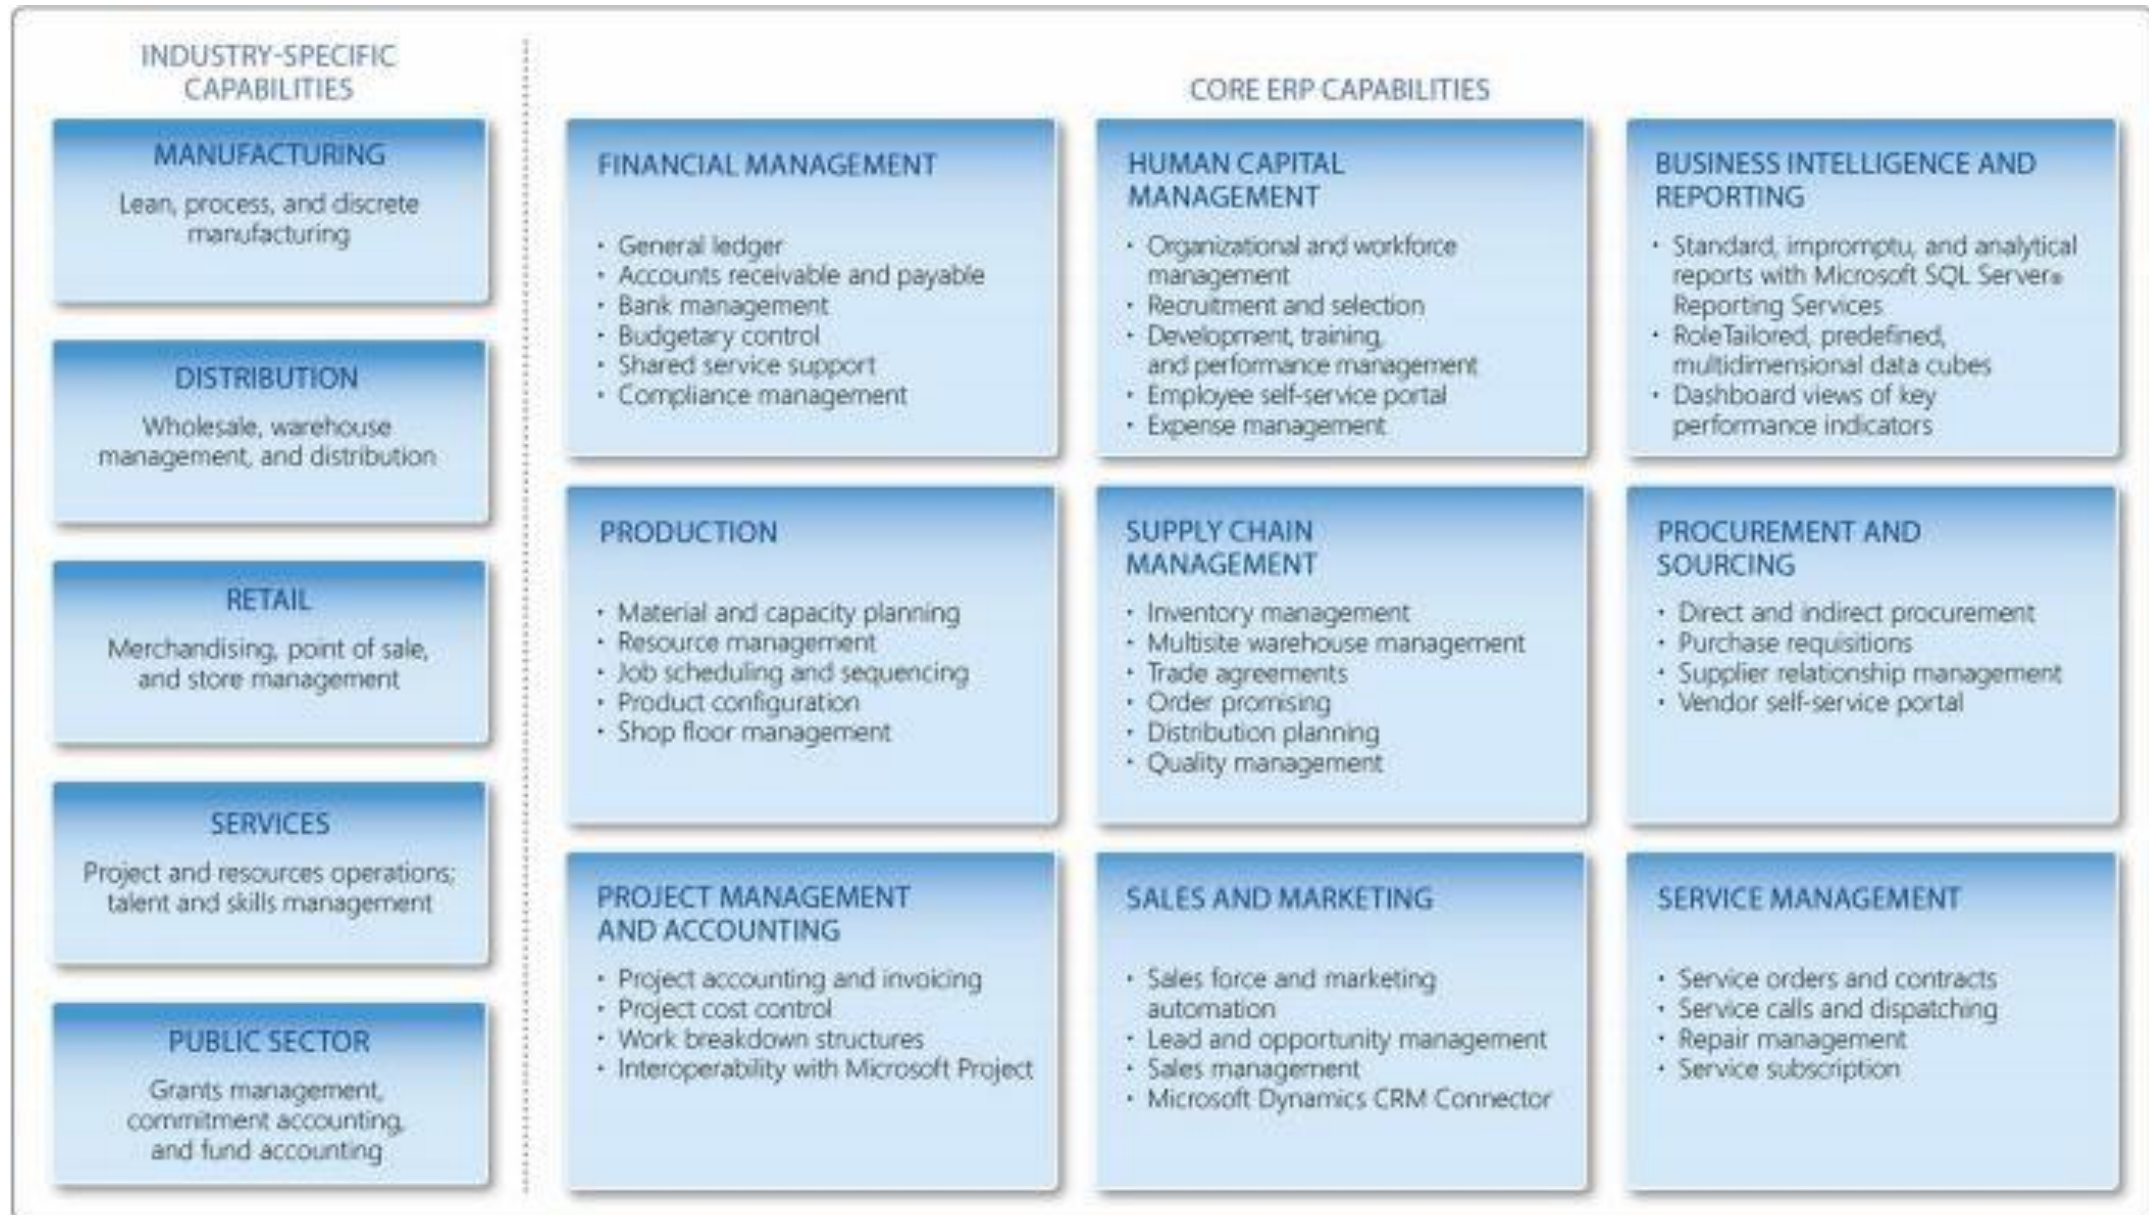 INDUSTRY-SPECIFIC
CAPABILITIES
MANUFACTURING
Lean, process, and discrete
manufacturing
DISTRIBUTION
Wholesale, warehouse
management, and distribution
RETAIL
Merchandising, point of sale,
and store management
SERVICES
Project and resources operations;
talent and skills management
PUBLIC SECTOR
Grants management,
commitment accounting,
and fund accounting
CORE ERP CAPABILITIES
FINANCIAL MANAGEMENT
• General ledger
• Accounts receivable and payable
• Bank management
• Budgetary control
• Shared service support
• Compliance management
HUMAN CAPITAL
MANAGEMENT
• Organizational and workforce
management
• Recruitment and selection
• Development, training,
and performance management
• Employee self-service portal
• Expense management
BUSINESS INTELLIGENCE AND
REPORTING
• Standard, impromptu, and analytical
reports with Microsoft SQL Server®
Reporting Services
• RoleTailored, predefined,
multidimensional data cubes
• Dashboard views of key
performance indicators
PRODUCTION
• Material and capacity planning
• Resource management
• Job scheduling and sequencing
• Product configuration
• Shop floor management
SUPPLY CHAIN
MANAGEMENT
• Inventory management
• Multisite warehouse management
• Trade agreements
• Order promising
• Distribution planning
• Quality management
PROCUREMENT AND
SOURCING
• Direct and indirect procurement
• Purchase requisitions
• Supplier relationship management
• Vendor self-service portal
PROJECT MANAGEMENT
AND ACCOUNTING
• Project accounting and invoicing
• Project cost control
• Work breakdown structures
• Interoperability with Microsoft Project
SALES AND MARKETING
• Sales force and marketing
automation
• Lead and opportunity management
• Sales management
• Microsoft Dynamics CRM Connector
SERVICE MANAGEMENT
• Service orders and contracts
• Service calls and dispatching
• Repair management
• Service subscription